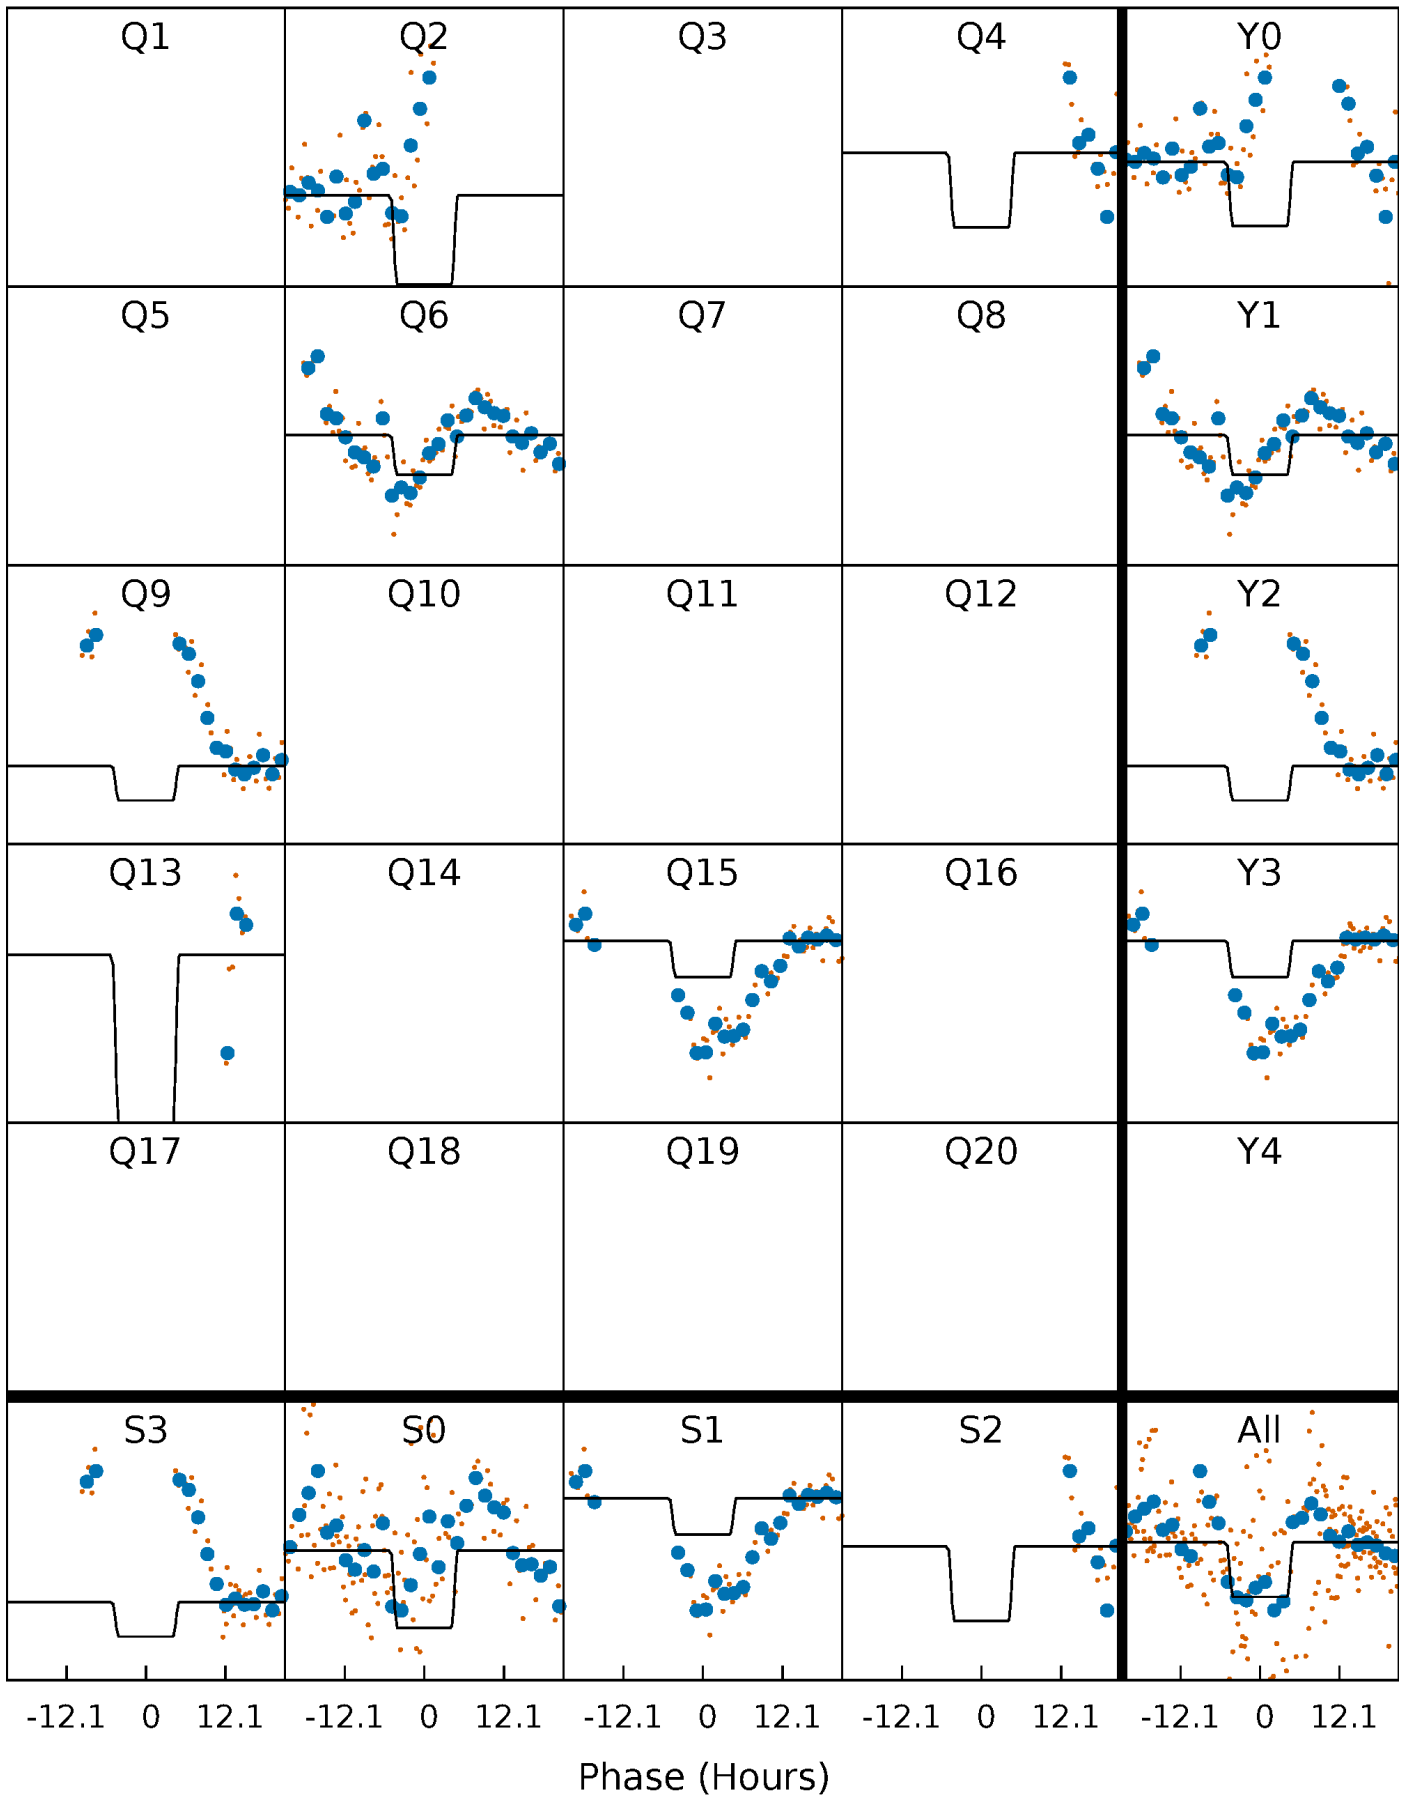 Q1 Q2 Q3 Q4 Y0
Q5 Q6 Q7 Q8 Y1
Q9 Q10 Q11 Q12 Y2
Q13 Q14 Q15 Q16 Y3
Q17 Q18 Q19 Q20 Y4
S3 S0 S1 S2 All
-12.1 0 12.1 -12.1 0 12.1 -12.1 0 12.1 -12.1 0 12.1 -12.1 0 12.1
Phase (Hours)